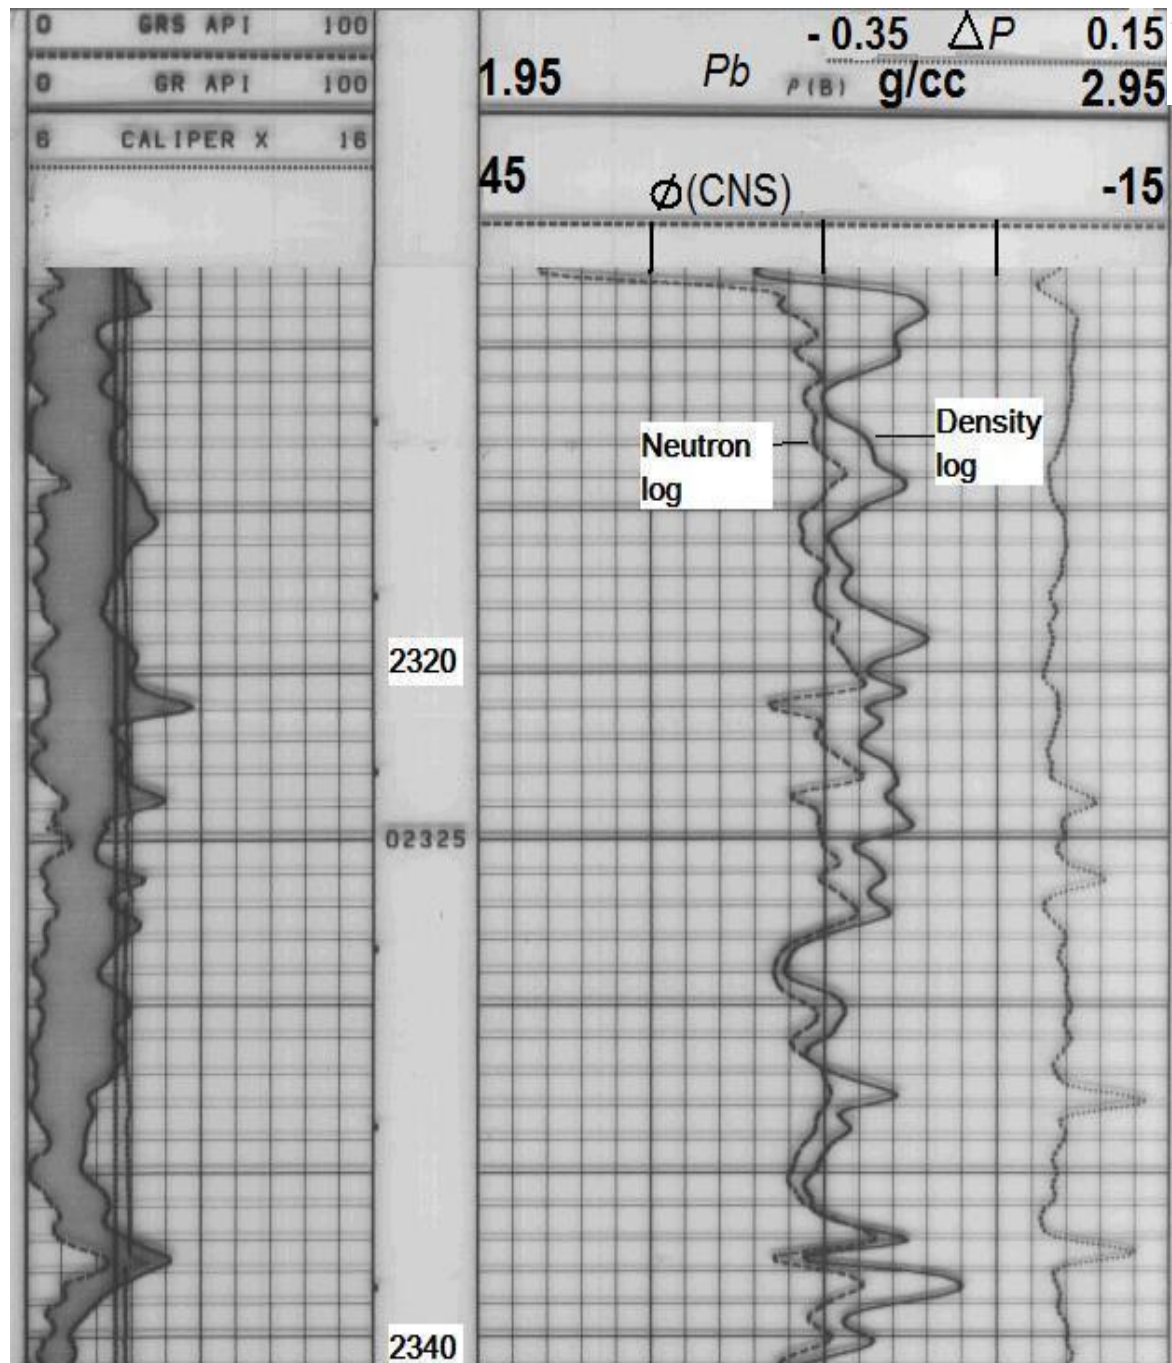 0 GRS API 100
- 0.35 ΔP 0.15
0 GR API 100
1.95 Pb ρ(B) g/cc 2.95
6 CALIPER X 16
45 ϕ(CNS) -15
Neutron
log
Density
log
2320
02325
2340